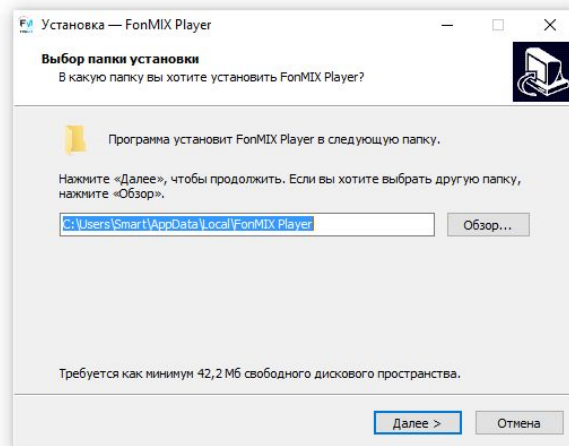 Установка — FonMIX Player
Выбор папки установки
В какую папку вы хотите установить FonMIX Player?
Программа установит FonMIX Player в следующую папку.
Нажмите «Далее», чтобы продолжить. Если вы хотите выбрать другую папку,
нажмите «Обзор».
C:\Users\Smart\AppData\Local\FonMIX Player
Обзор...
Требуется как минимум 42,2 Мб свободного дискового пространства.
Далее >
Отмена